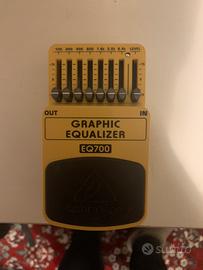 100 200 400 800 1.6k 3.2k 6.4k LEVEL
OUT IN
GRAPHIC
EQUALIZER
EQ700
SUBITO